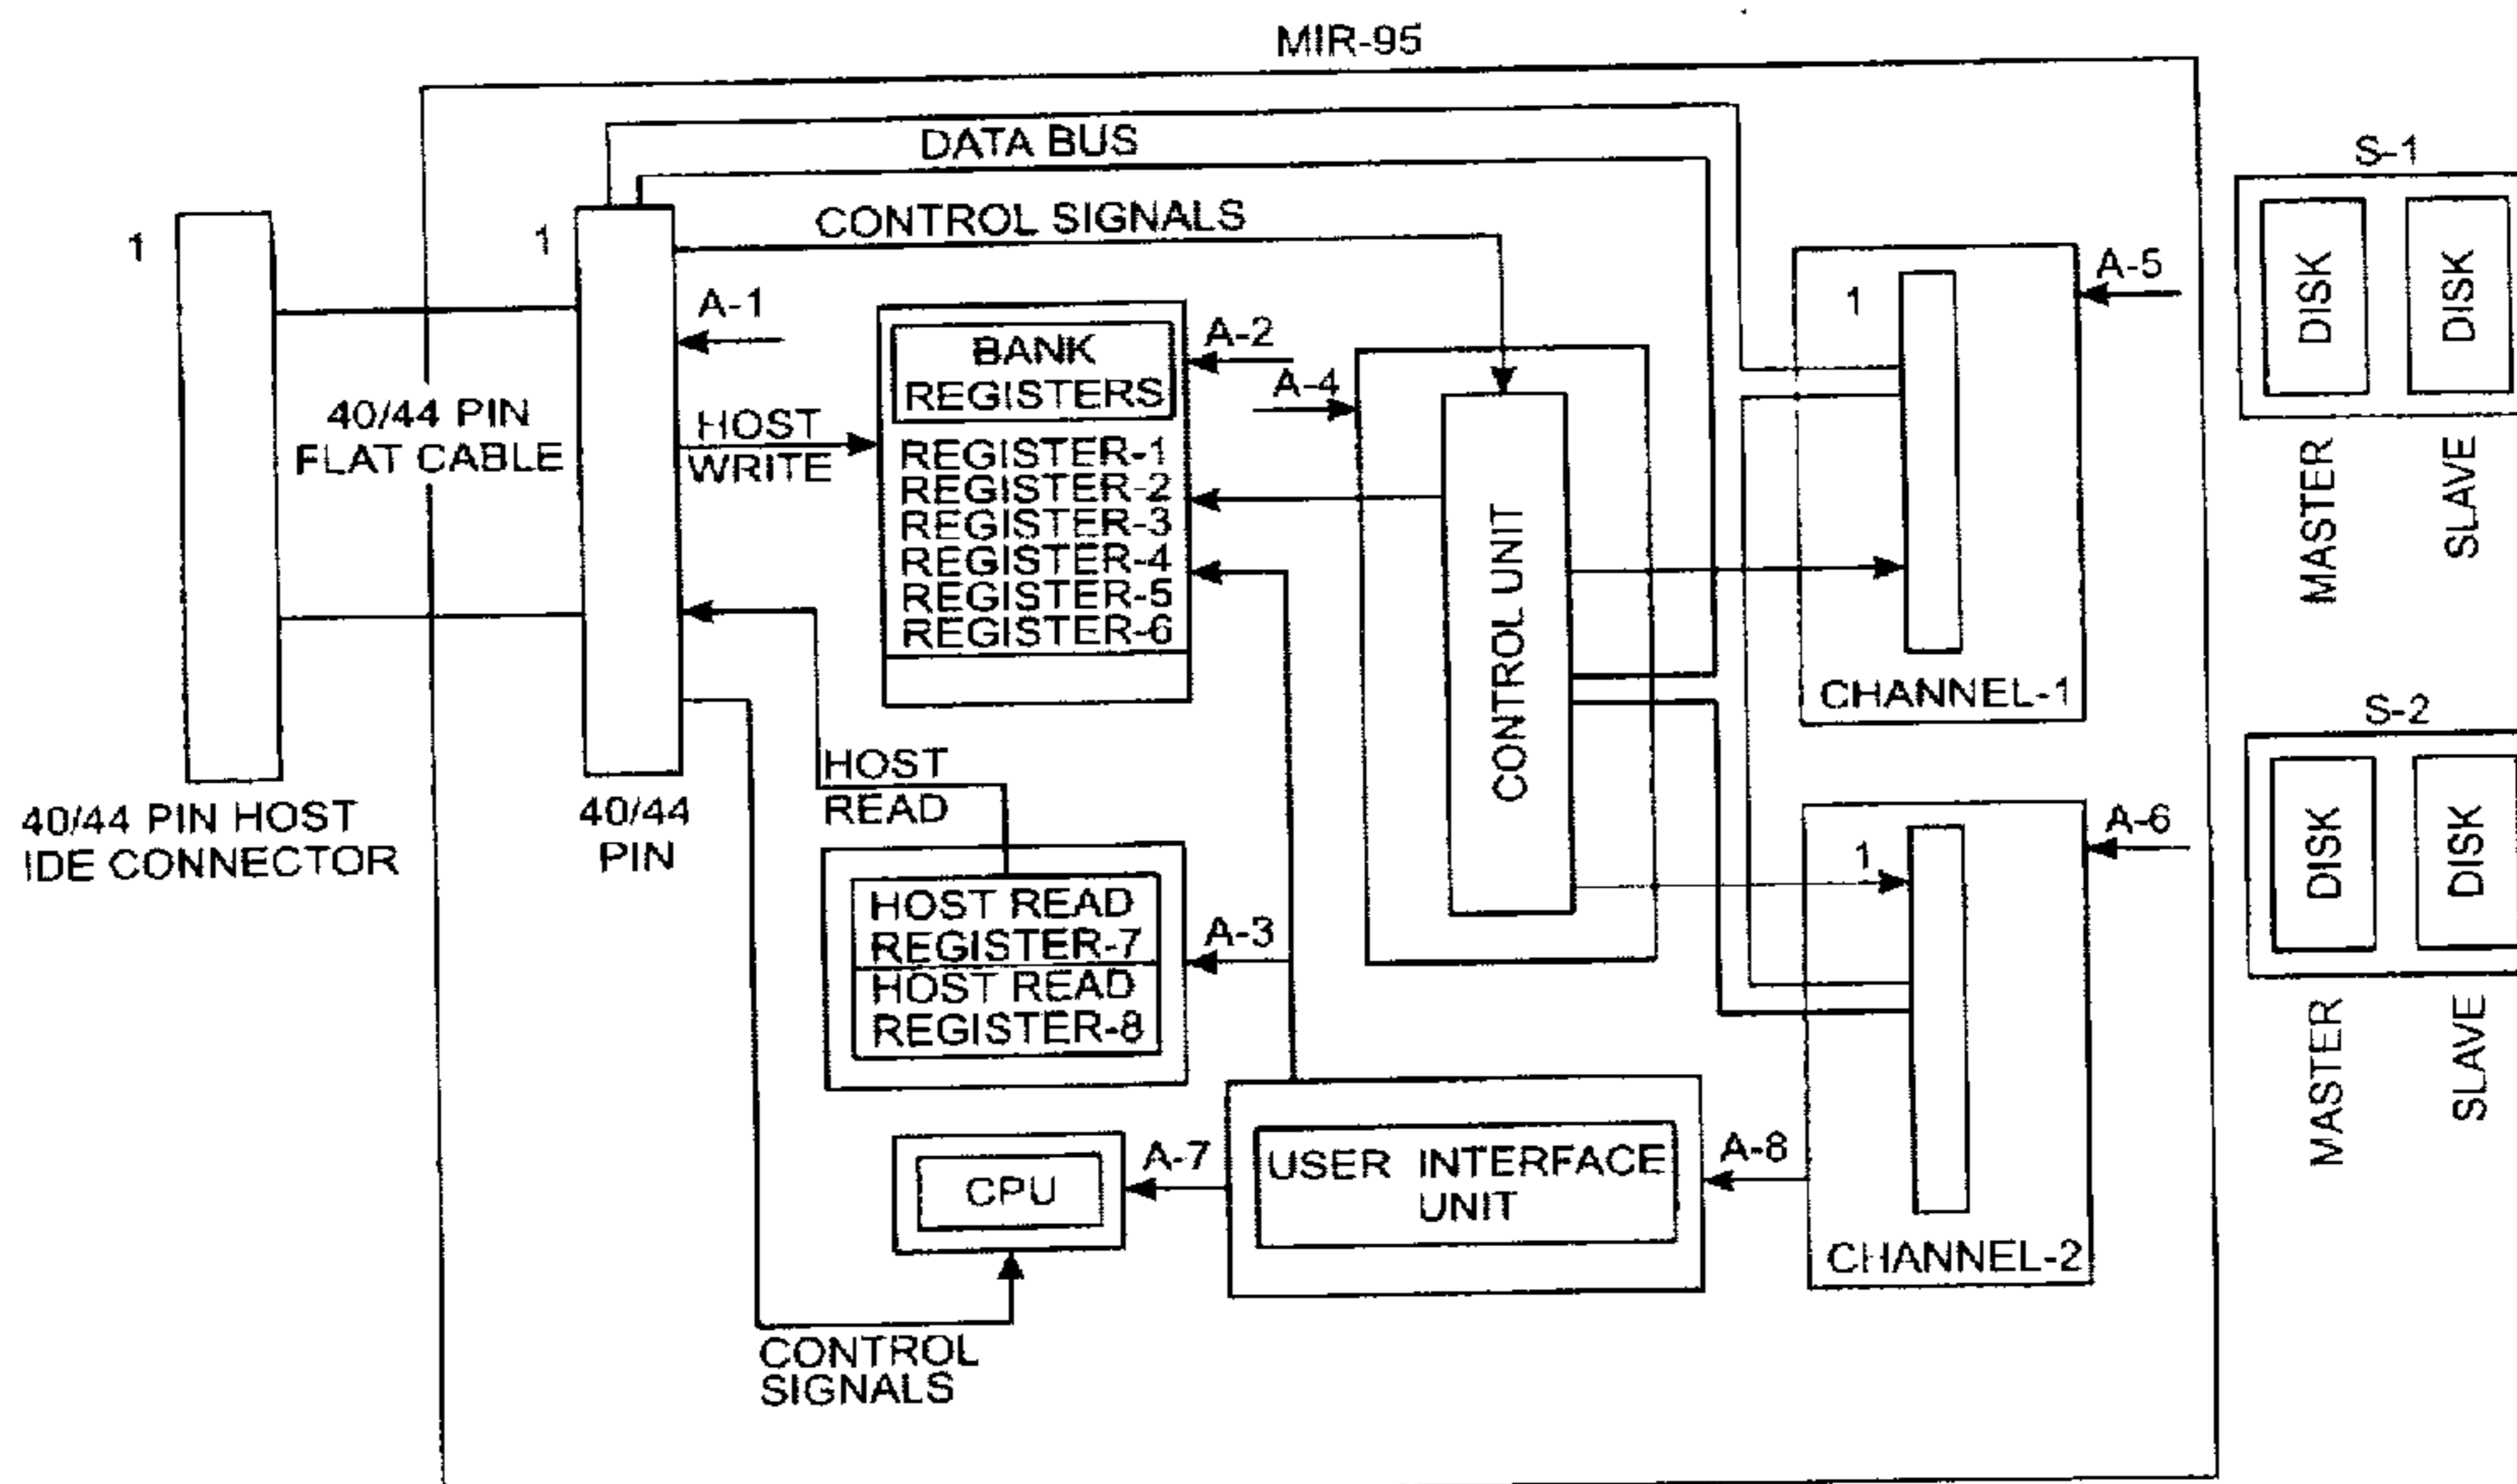 MIR-95
DATA BUS
CONTROL SIGNALS
1
1
A-1
40/44 PIN
FLAT CABLE
HOST
WRITE
BANK
REGISTERS
REGISTER-1
REGISTER-2
REGISTER-3
REGISTER-4
REGISTER-5
REGISTER-6
A-2
A-4
CONTROL UNIT
1
A-5
CHANNEL-1
S-1
DISK
DISK
MASTER
SLAVE
40/44 PIN HOST
IDE CONNECTOR
40/44
PIN
HOST
READ
HOST READ
REGISTER-7
HOST READ
REGISTER-8
A-3
1
A-6
CHANNEL-2
S-2
DISK
DISK
MASTER
SLAVE
CPU
A-7
USER INTERFACE
UNIT
A-8
CONTROL
SIGNALS